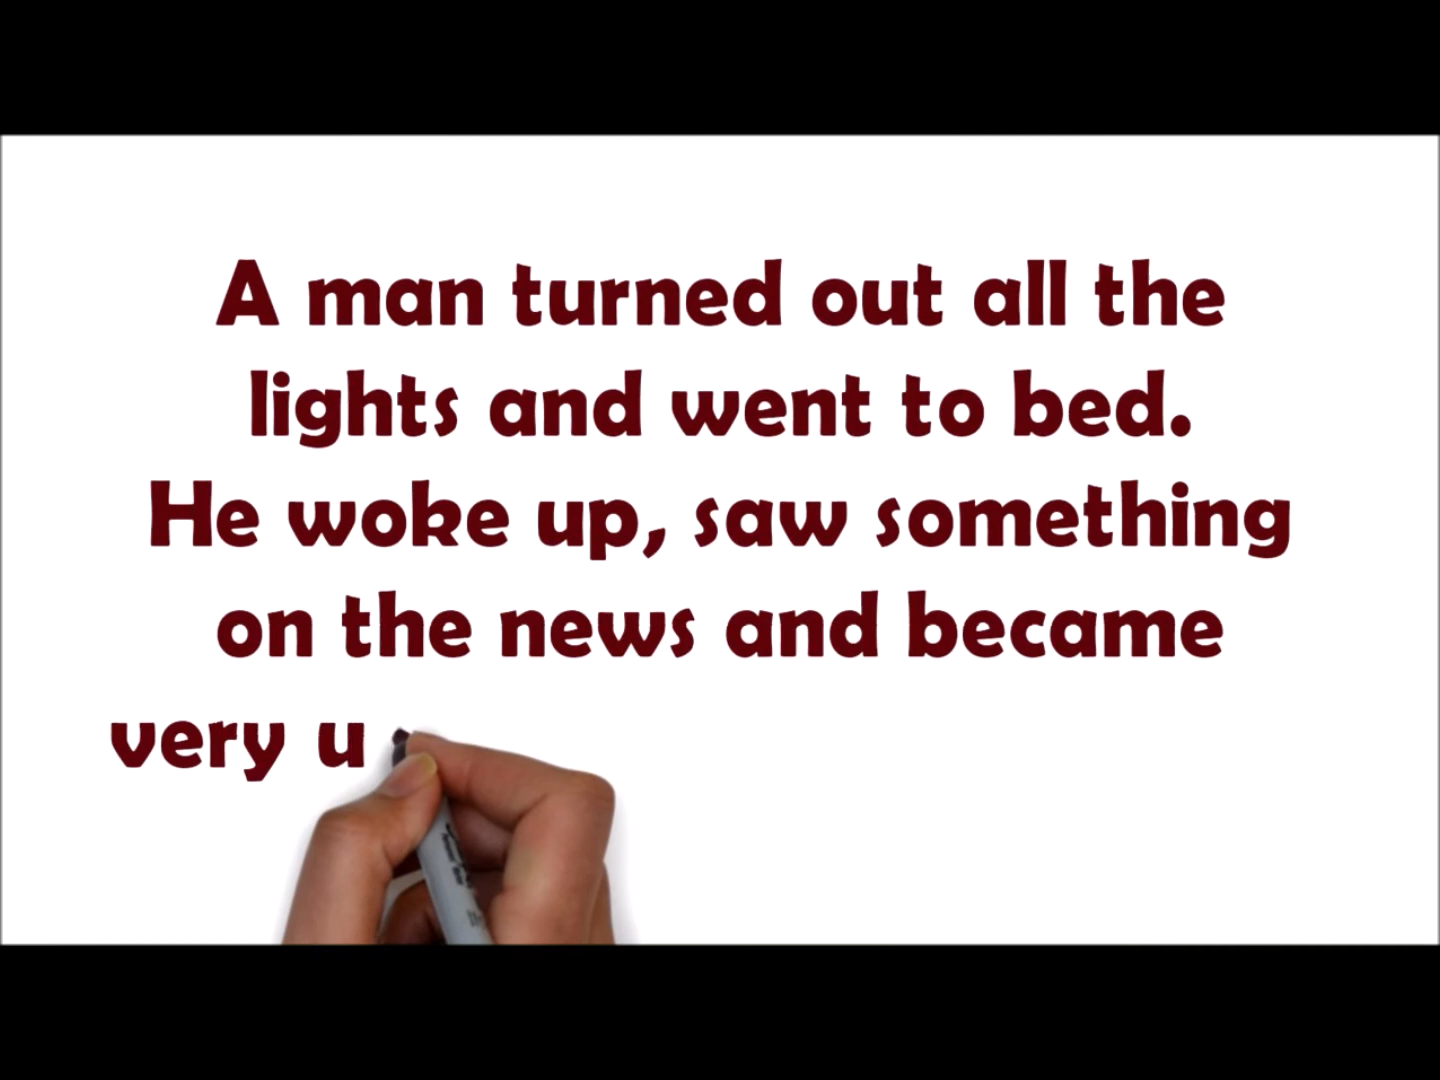 A man turned out all the
lights and went to bed.
He woke up, saw something
on the news and became
very u